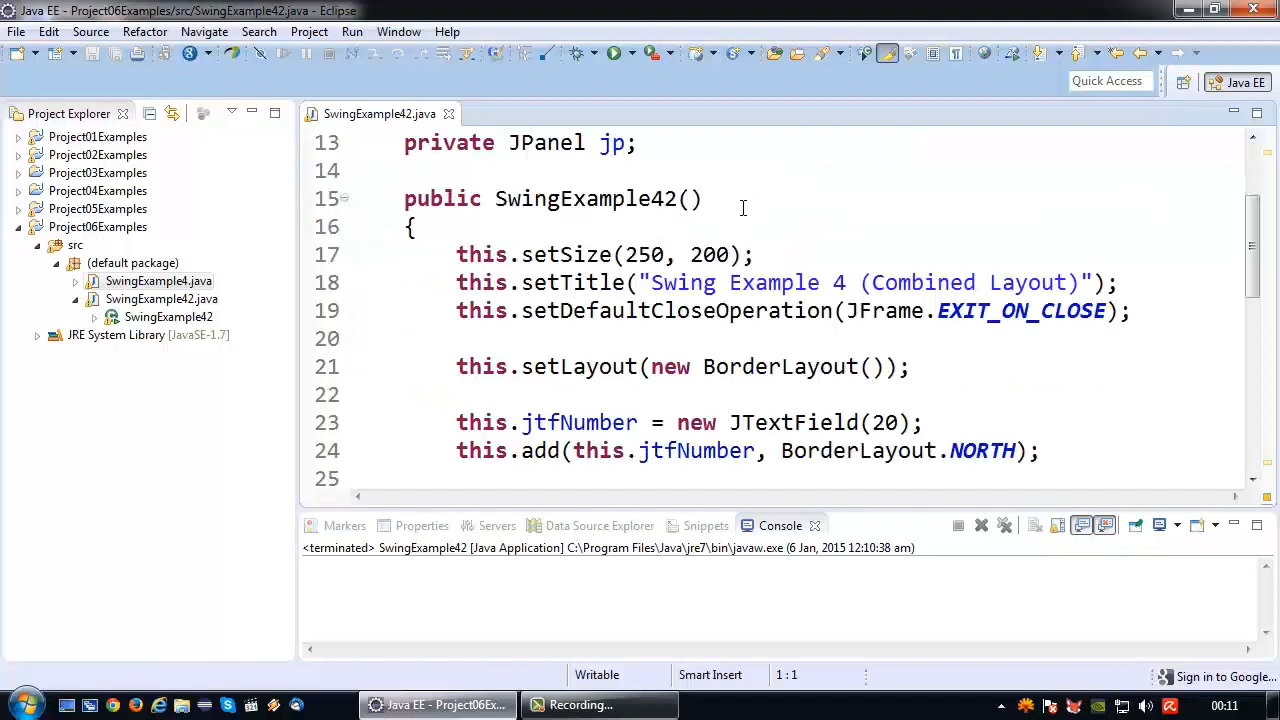 Java EE - Project06Examples/src/SwingExample42.java - Eclipse
File Edit Source Refactor Navigate Search Project Run Window Help
Quick Access
Java EE
Project Explorer
Project01Examples
Project02Examples
Project03Examples
Project04Examples
Project05Examples
Project06Examples
src
(default package)
SwingExample4.java
SwingExample42.java
SwingExample42
JRE System Library [JavaSE-1.7]
SwingExample42.java
13 private JPanel jp;
14
15 public SwingExample42()
16 {
17 this.setSize(250, 200);
18 this.setTitle("Swing Example 4 (Combined Layout)");
19 this.setDefaultCloseOperation(JFrame.EXIT_ON_CLOSE);
20
21 this.setLayout(new BorderLayout());
22
23 this.jtfNumber = new JTextField(20);
24 this.add(this.jtfNumber, BorderLayout.NORTH);
25
Markers Properties Servers Data Source Explorer Snippets Console
<terminated> SwingExample42 [Java Application] C:\Program Files\Java\jre7\bin\javaw.exe (6 Jan, 2015 12:10:38 am)
Writable Smart Insert 1 : 1 Sign in to Google...
Java EE - Project06Ex... Recording... 00:11